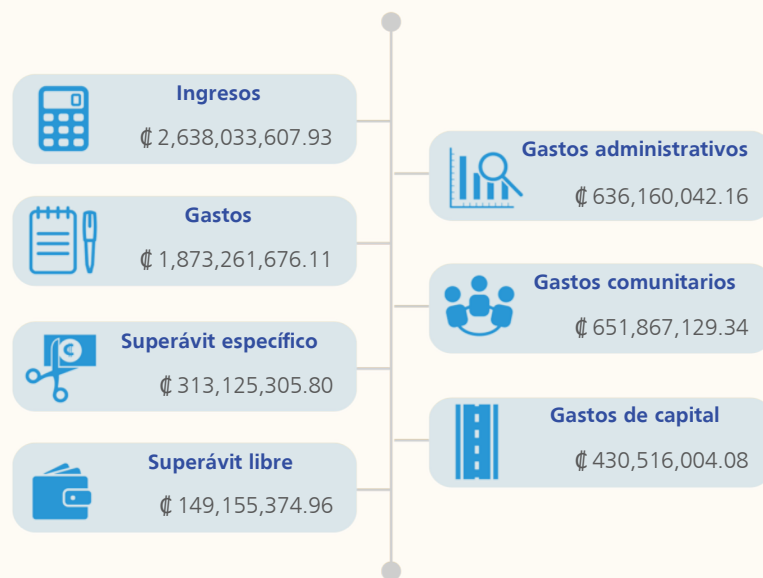 Ingresos
₡ 2,638,033,607.93
Gastos
₡ 1,873,261,676.11
Superávit específico
₡ 313,125,305.80
Superávit libre
₡ 149,155,374.96
Gastos administrativos
₡ 636,160,042.16
Gastos comunitarios
₡ 651,867,129.34
Gastos de capital
₡ 430,516,004.08